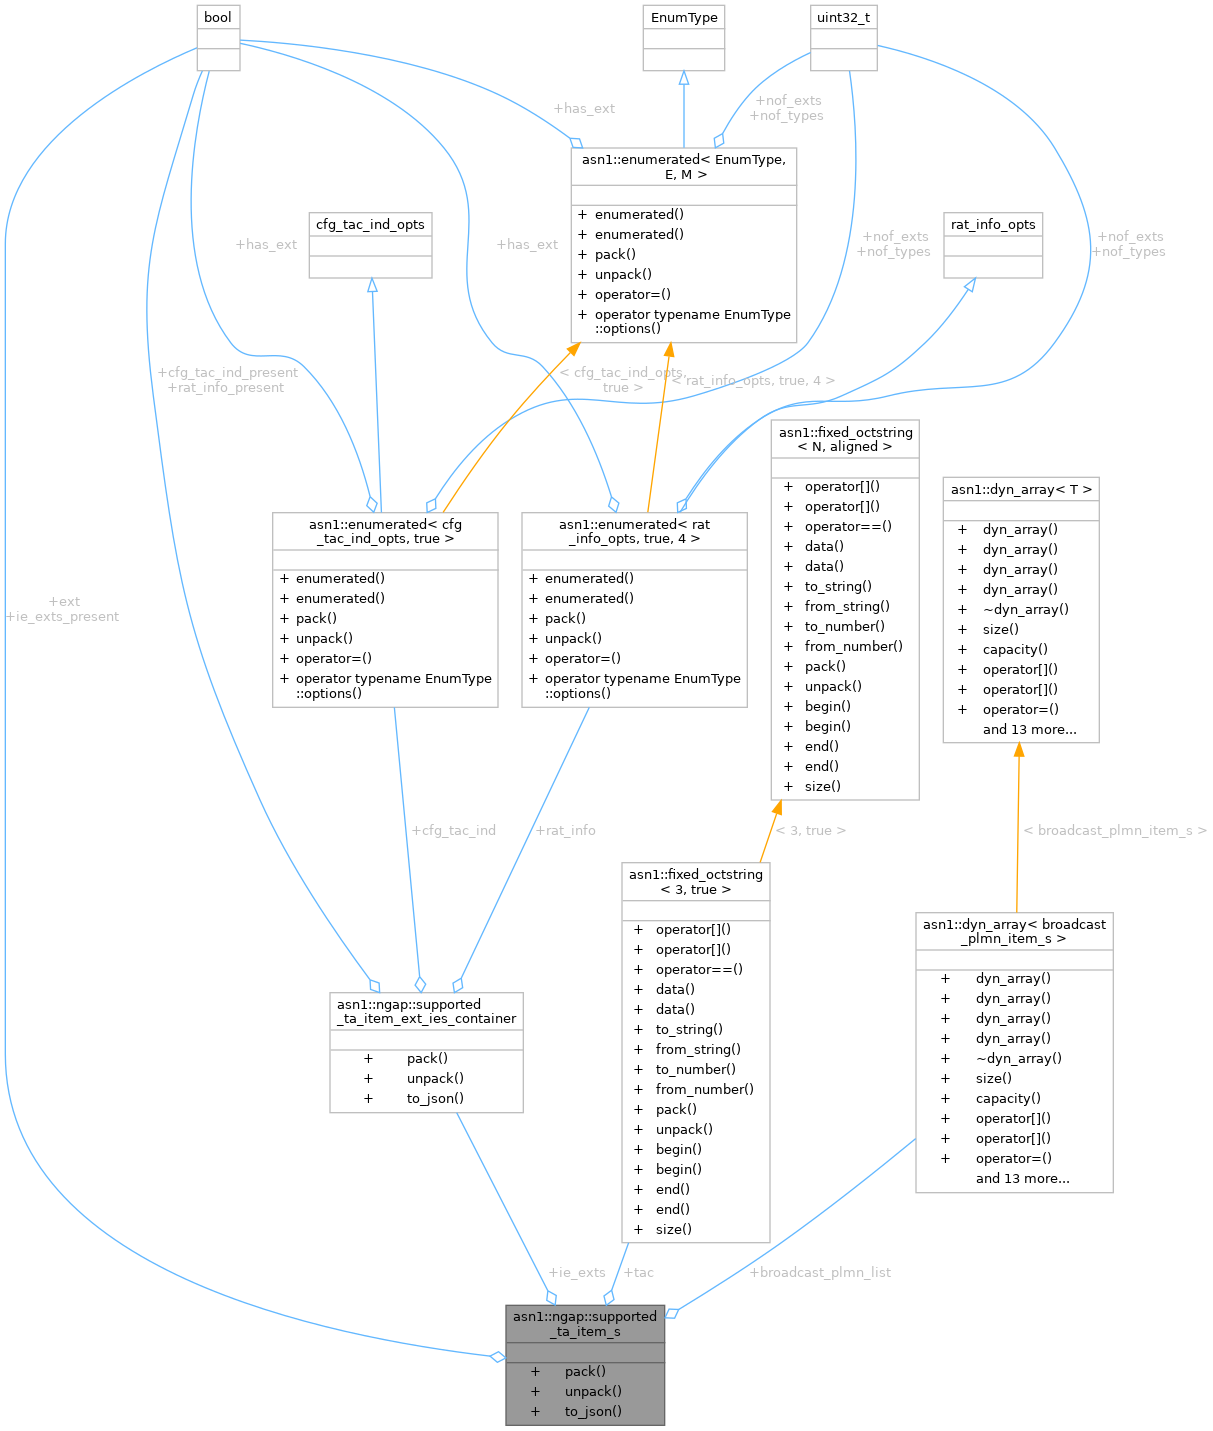 bool
EnumType
uint32_t
+has_ext
+nof_exts
+nof_types
asn1::enumerated< EnumType,
E, M >
+ enumerated()
+ enumerated()
+ pack()
+ unpack()
+ operator=()
+ operator typename EnumType
::options()
cfg_tac_ind_opts
rat_info_opts
+has_ext
+has_ext
+nof_exts
+nof_types
+nof_exts
+nof_types
+cfg_tac_ind_present
+rat_info_present
< cfg_tac_ind_opts,
true >
< rat_info_opts, true, 4 >
asn1::fixed_octstring
< N, aligned >
+ operator[]()
+ operator[]()
+ operator==()
+ data()
+ data()
+ to_string()
+ from_string()
+ to_number()
+ from_number()
+ pack()
+ unpack()
+ begin()
+ begin()
+ end()
+ end()
+ size()
asn1::dyn_array< T >
+ dyn_array()
+ dyn_array()
+ dyn_array()
+ dyn_array()
+ ~dyn_array()
+ size()
+ capacity()
+ operator[]()
+ operator[]()
+ operator=()
and 13 more...
asn1::enumerated< cfg
_tac_ind_opts, true >
+ enumerated()
+ enumerated()
+ pack()
+ unpack()
+ operator=()
+ operator typename EnumType
::options()
asn1::enumerated< rat
_info_opts, true, 4 >
+ enumerated()
+ enumerated()
+ pack()
+ unpack()
+ operator=()
+ operator typename EnumType
::options()
+ext
+ie_exts_present
+cfg_tac_ind
+rat_info
< 3, true >
< broadcast_plmn_item_s >
asn1::fixed_octstring
< 3, true >
+ operator[]()
+ operator[]()
+ operator==()
+ data()
+ data()
+ to_string()
+ from_string()
+ to_number()
+ from_number()
+ pack()
+ unpack()
+ begin()
+ begin()
+ end()
+ end()
+ size()
asn1::dyn_array< broadcast
_plmn_item_s >
+ dyn_array()
+ dyn_array()
+ dyn_array()
+ dyn_array()
+ ~dyn_array()
+ size()
+ capacity()
+ operator[]()
+ operator[]()
+ operator=()
and 13 more...
asn1::ngap::supported
_ta_item_ext_ies_container
+ pack()
+ unpack()
+ to_json()
+ie_exts
+tac
+broadcast_plmn_list
asn1::ngap::supported
_ta_item_s
+ pack()
+ unpack()
+ to_json()